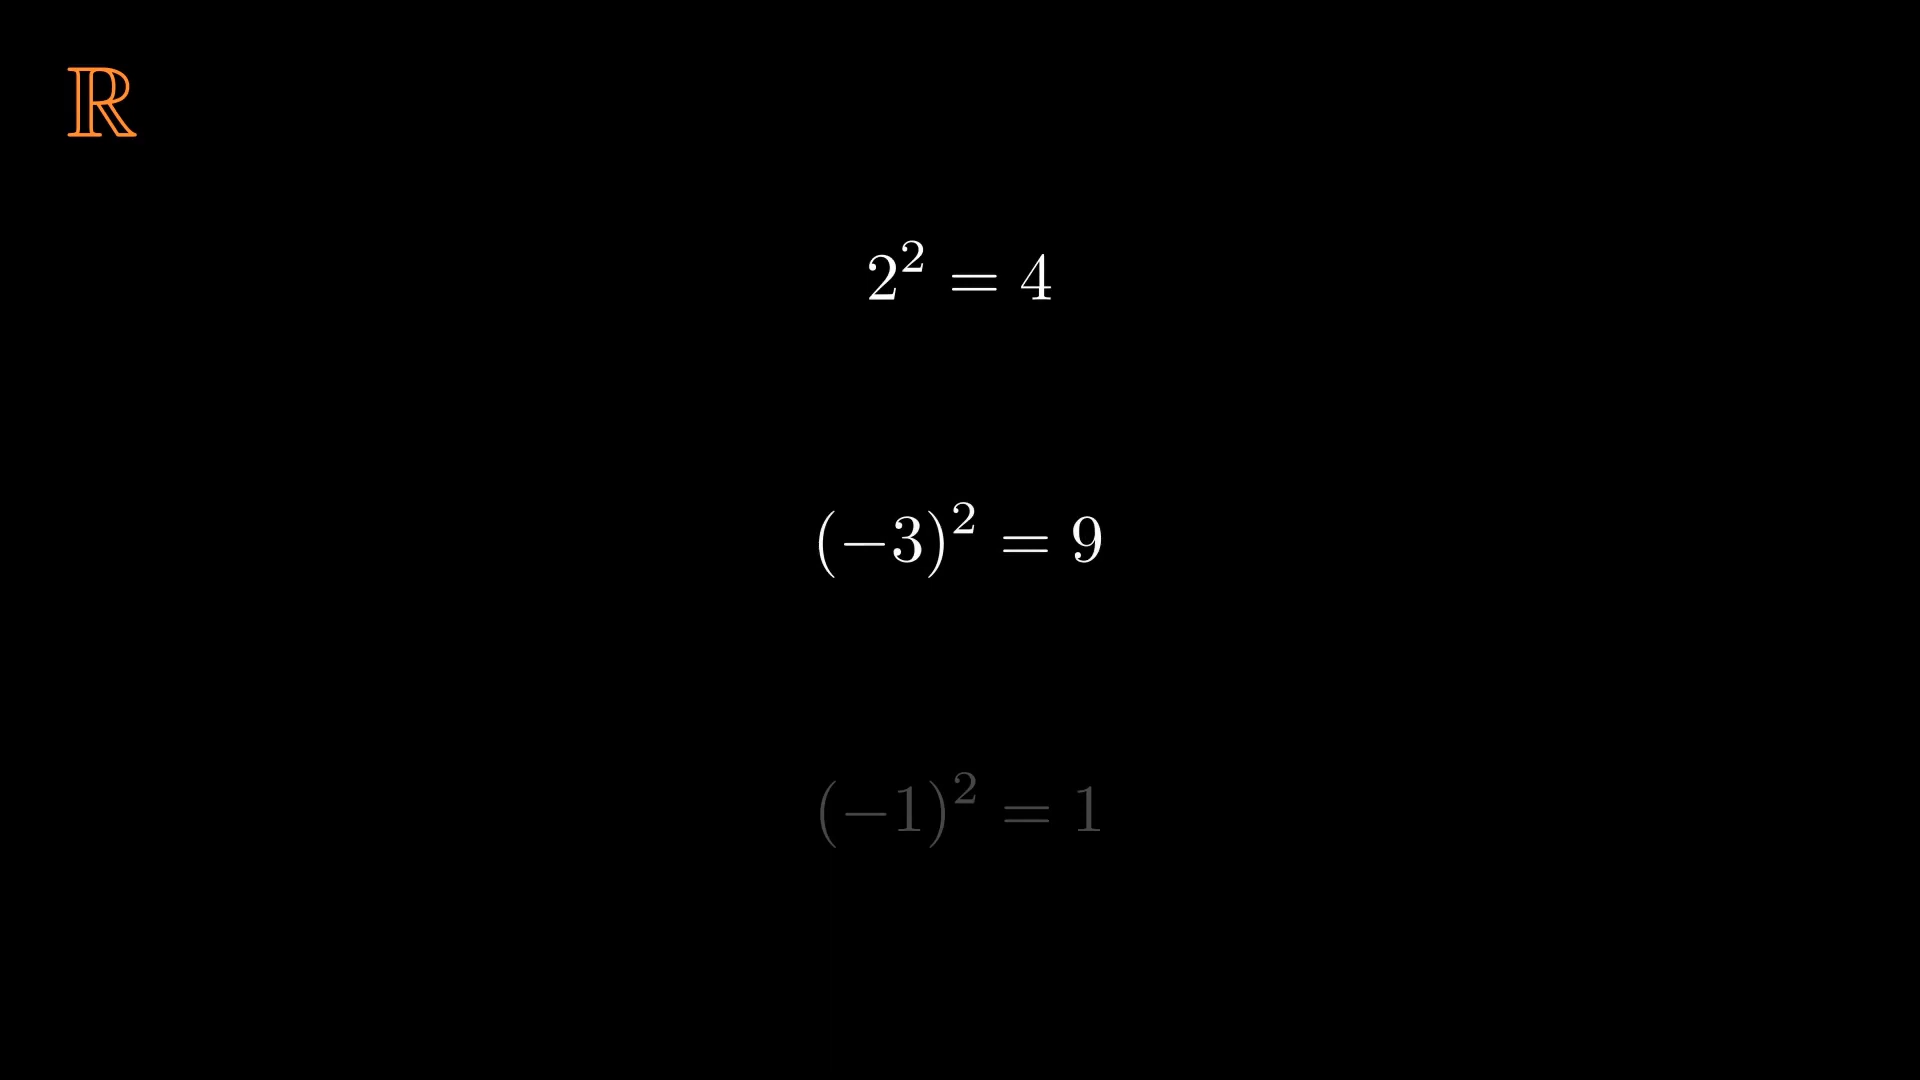 ℝ
2² = 4
(−3)² = 9
(−1)² = 1